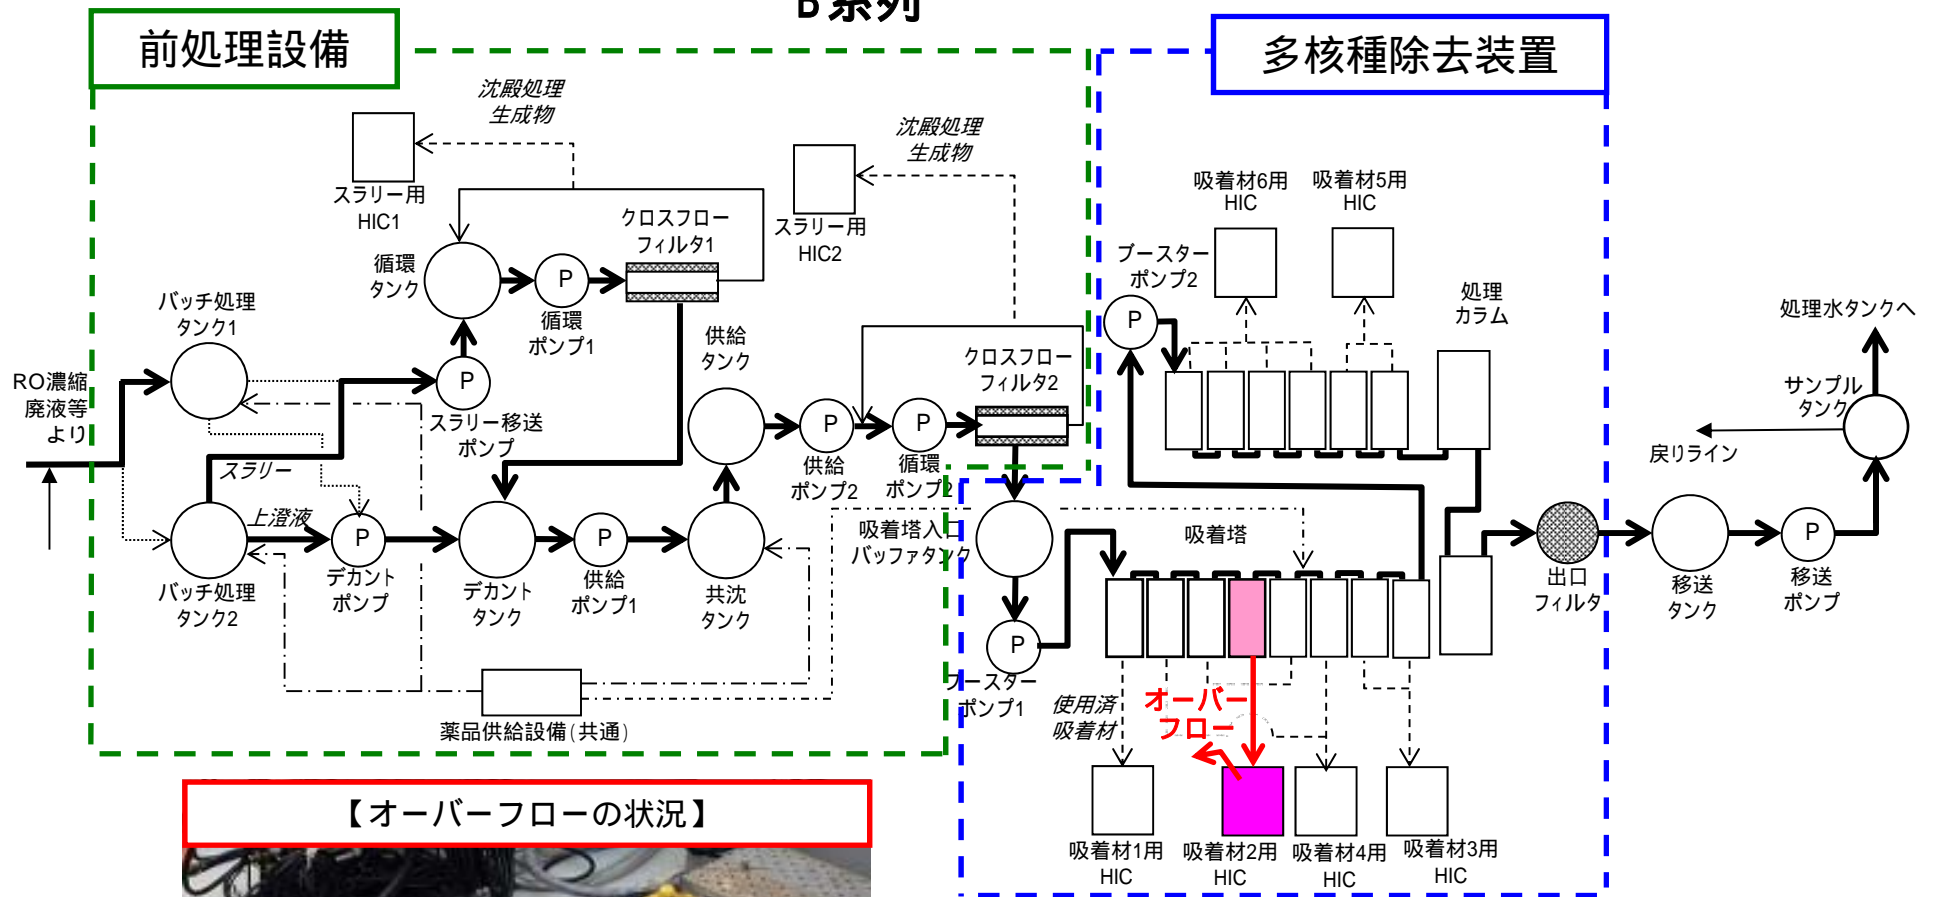 B系列
前処理設備
多核種除去装置
沈殿処理
生成物
沈殿処理
生成物
スラリー用
HIC1
スラリー用
HIC2
吸着材6用
HIC
吸着材5用
HIC
クロスフロー
フィルタ1
循環
タンク
P
循環
ポンプ1
ブースター
ポンプ2
P
処理
カラム
処理水タンクへ
バッチ処理
タンク1
供給
タンク
クロスフロー
フィルタ2
RO濃縮
廃液等
より
P
スラリー移送
ポンプ
P
供給
ポンプ2
P
循環
ポンプ2
サンプル
タンク
戻りライン
スラリー
上澄液
P
デカント
ポンプ
バッチ処理
タンク2
デカント
タンク
P
供給
ポンプ1
共沈
タンク
吸着塔入口
バッファタンク
吸着塔
出口
フィルタ
移送
タンク
P
移送
ポンプ
P
ブースター
ポンプ1
薬品供給設備(共通)
使用済
吸着材
オーバー
フロー
吸着材1用
HIC
吸着材2用
HIC
吸着材4用
HIC
吸着材3用
HIC
【オーバーフローの状況】